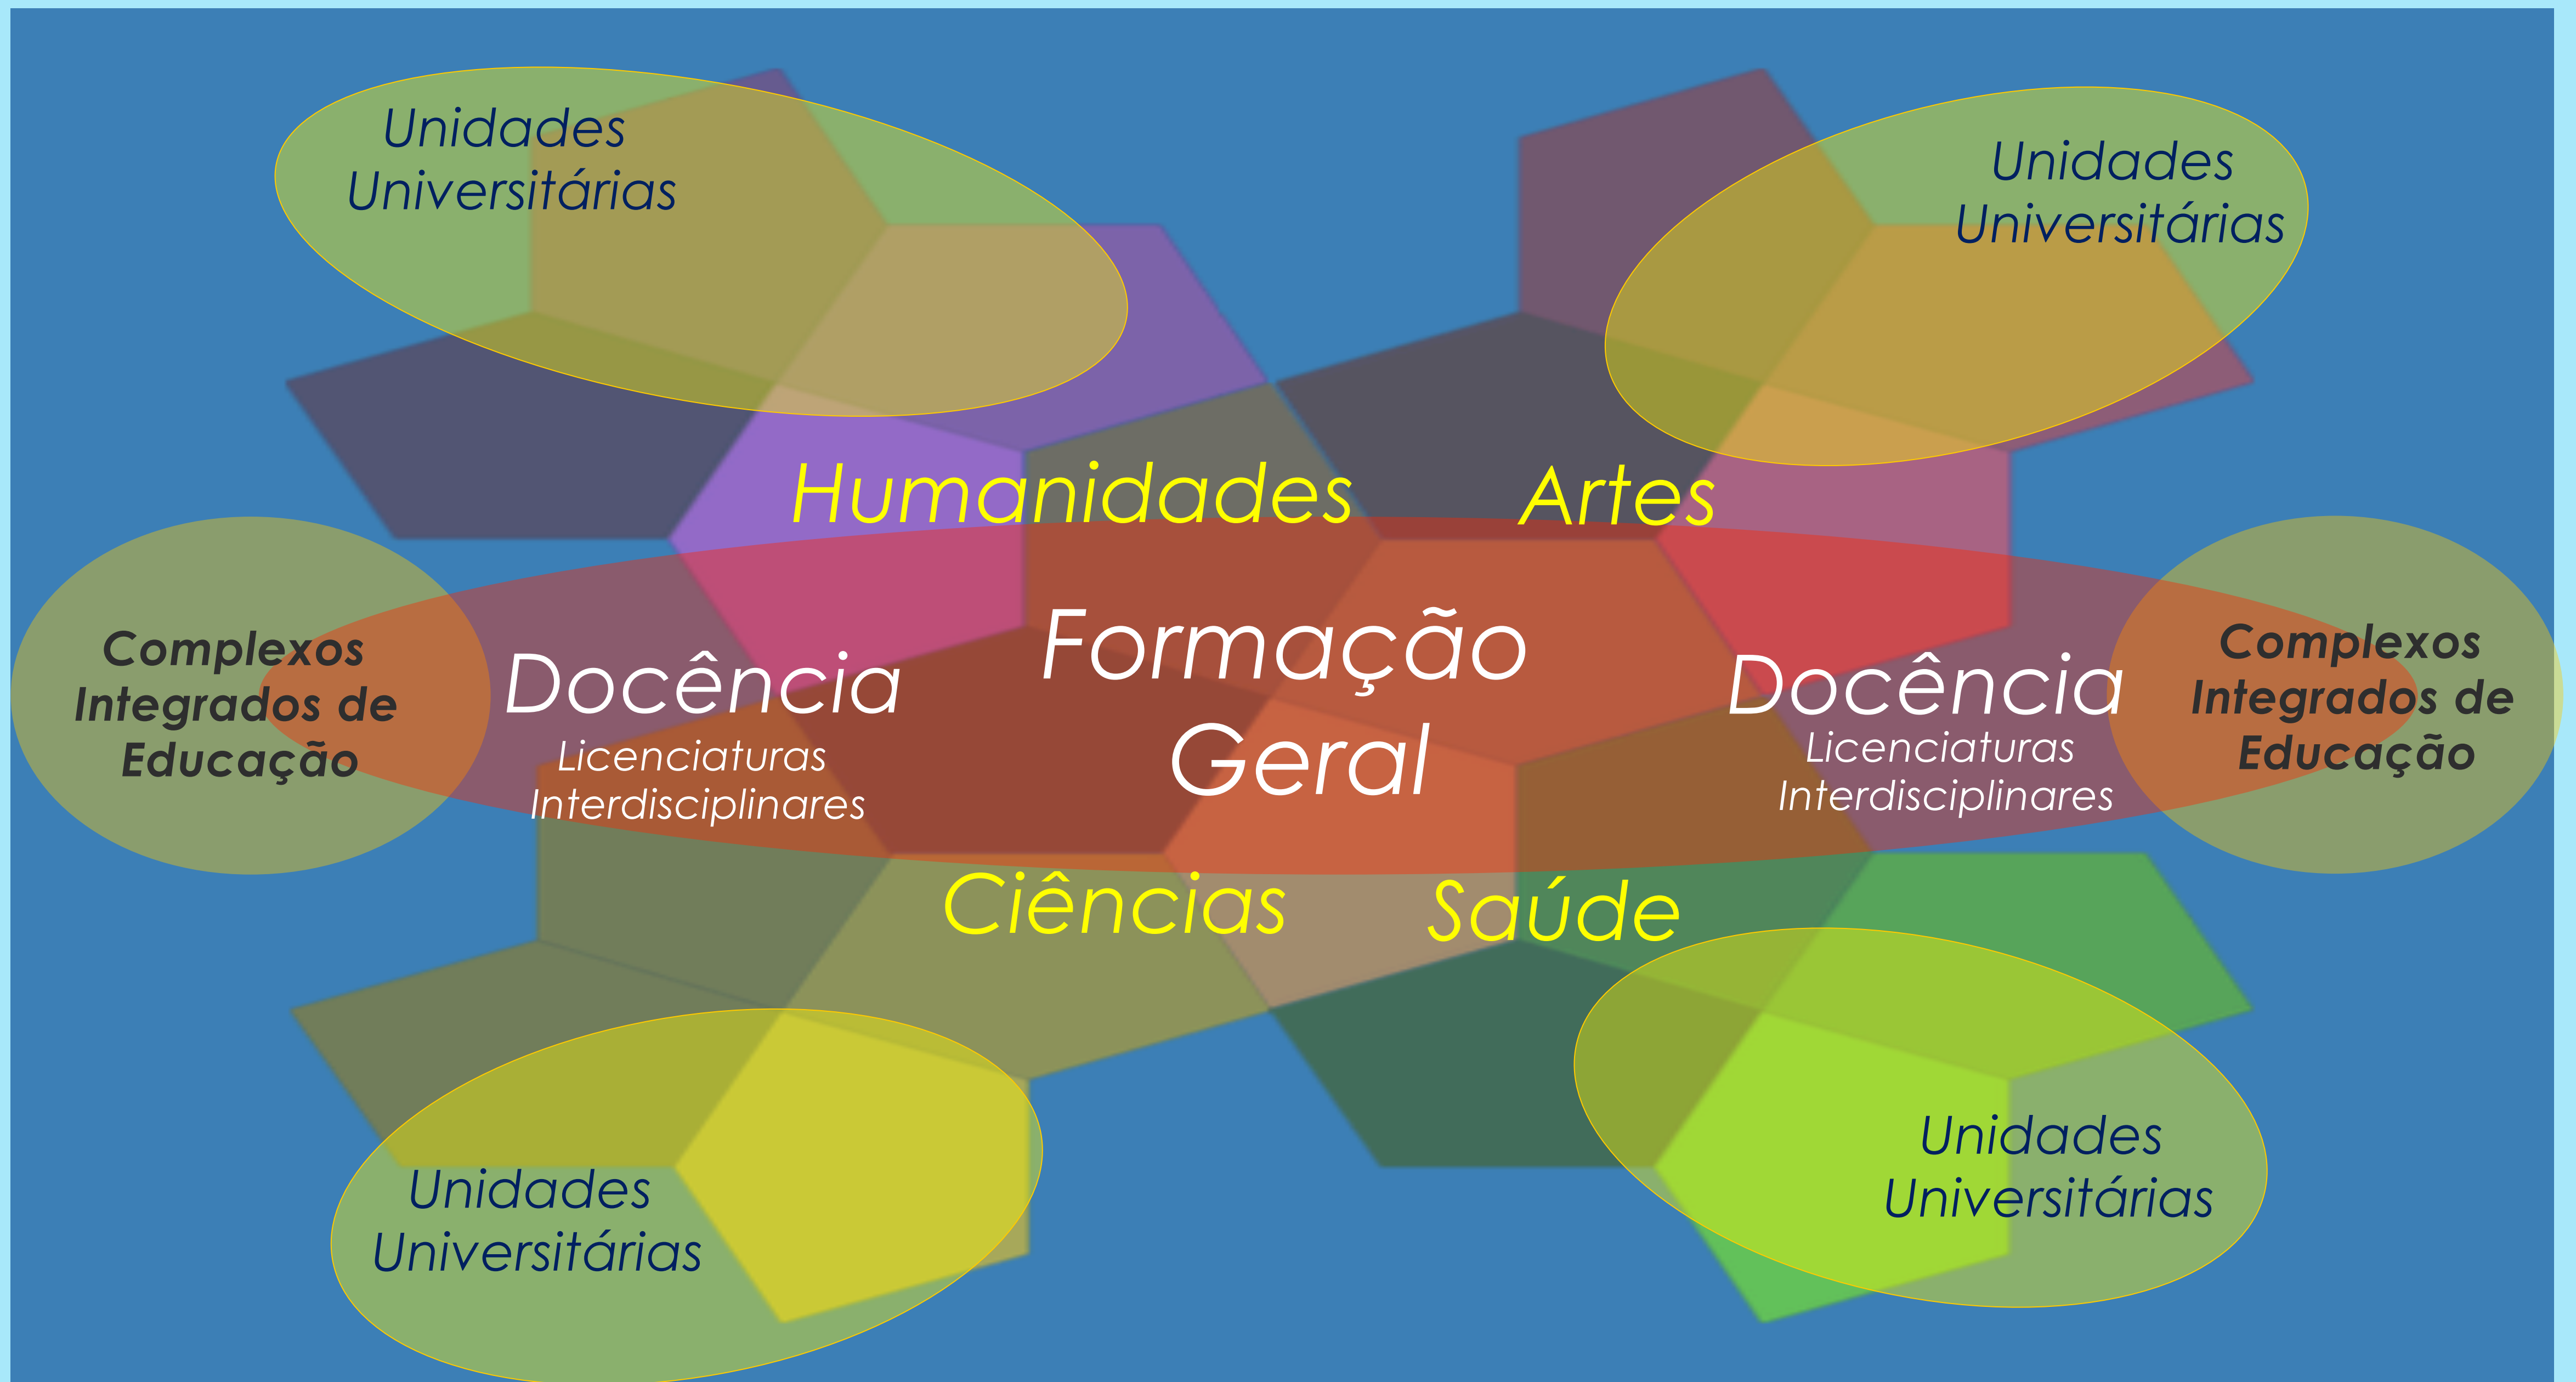 Unidades
Universitárias
Unidades
Universitárias
Humanidades
Artes
Complexos
Integrados de
Educação
Docência
Licenciaturas
Interdisciplinares
Formação
Geral
Docência
Licenciaturas
Interdisciplinares
Complexos
Integrados de
Educação
Ciências
Saúde
Unidades
Universitárias
Unidades
Universitárias